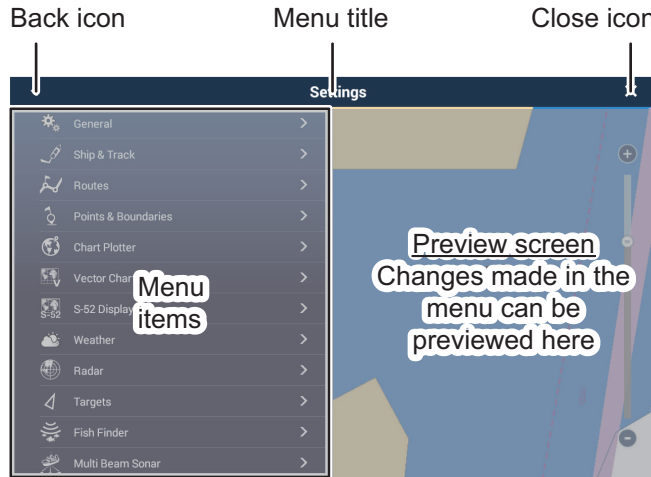 Back icon
Menu title
Close icon
Settings
General
Ship & Track
Routes
Points & Boundaries
Chart Plotter
Vector Char
S-52 Display
S-52
Menu
items
Weather
Radar
Targets
Fish Finder
Multi Beam Sonar
Preview screen
Changes made in the
menu can be
previewed here